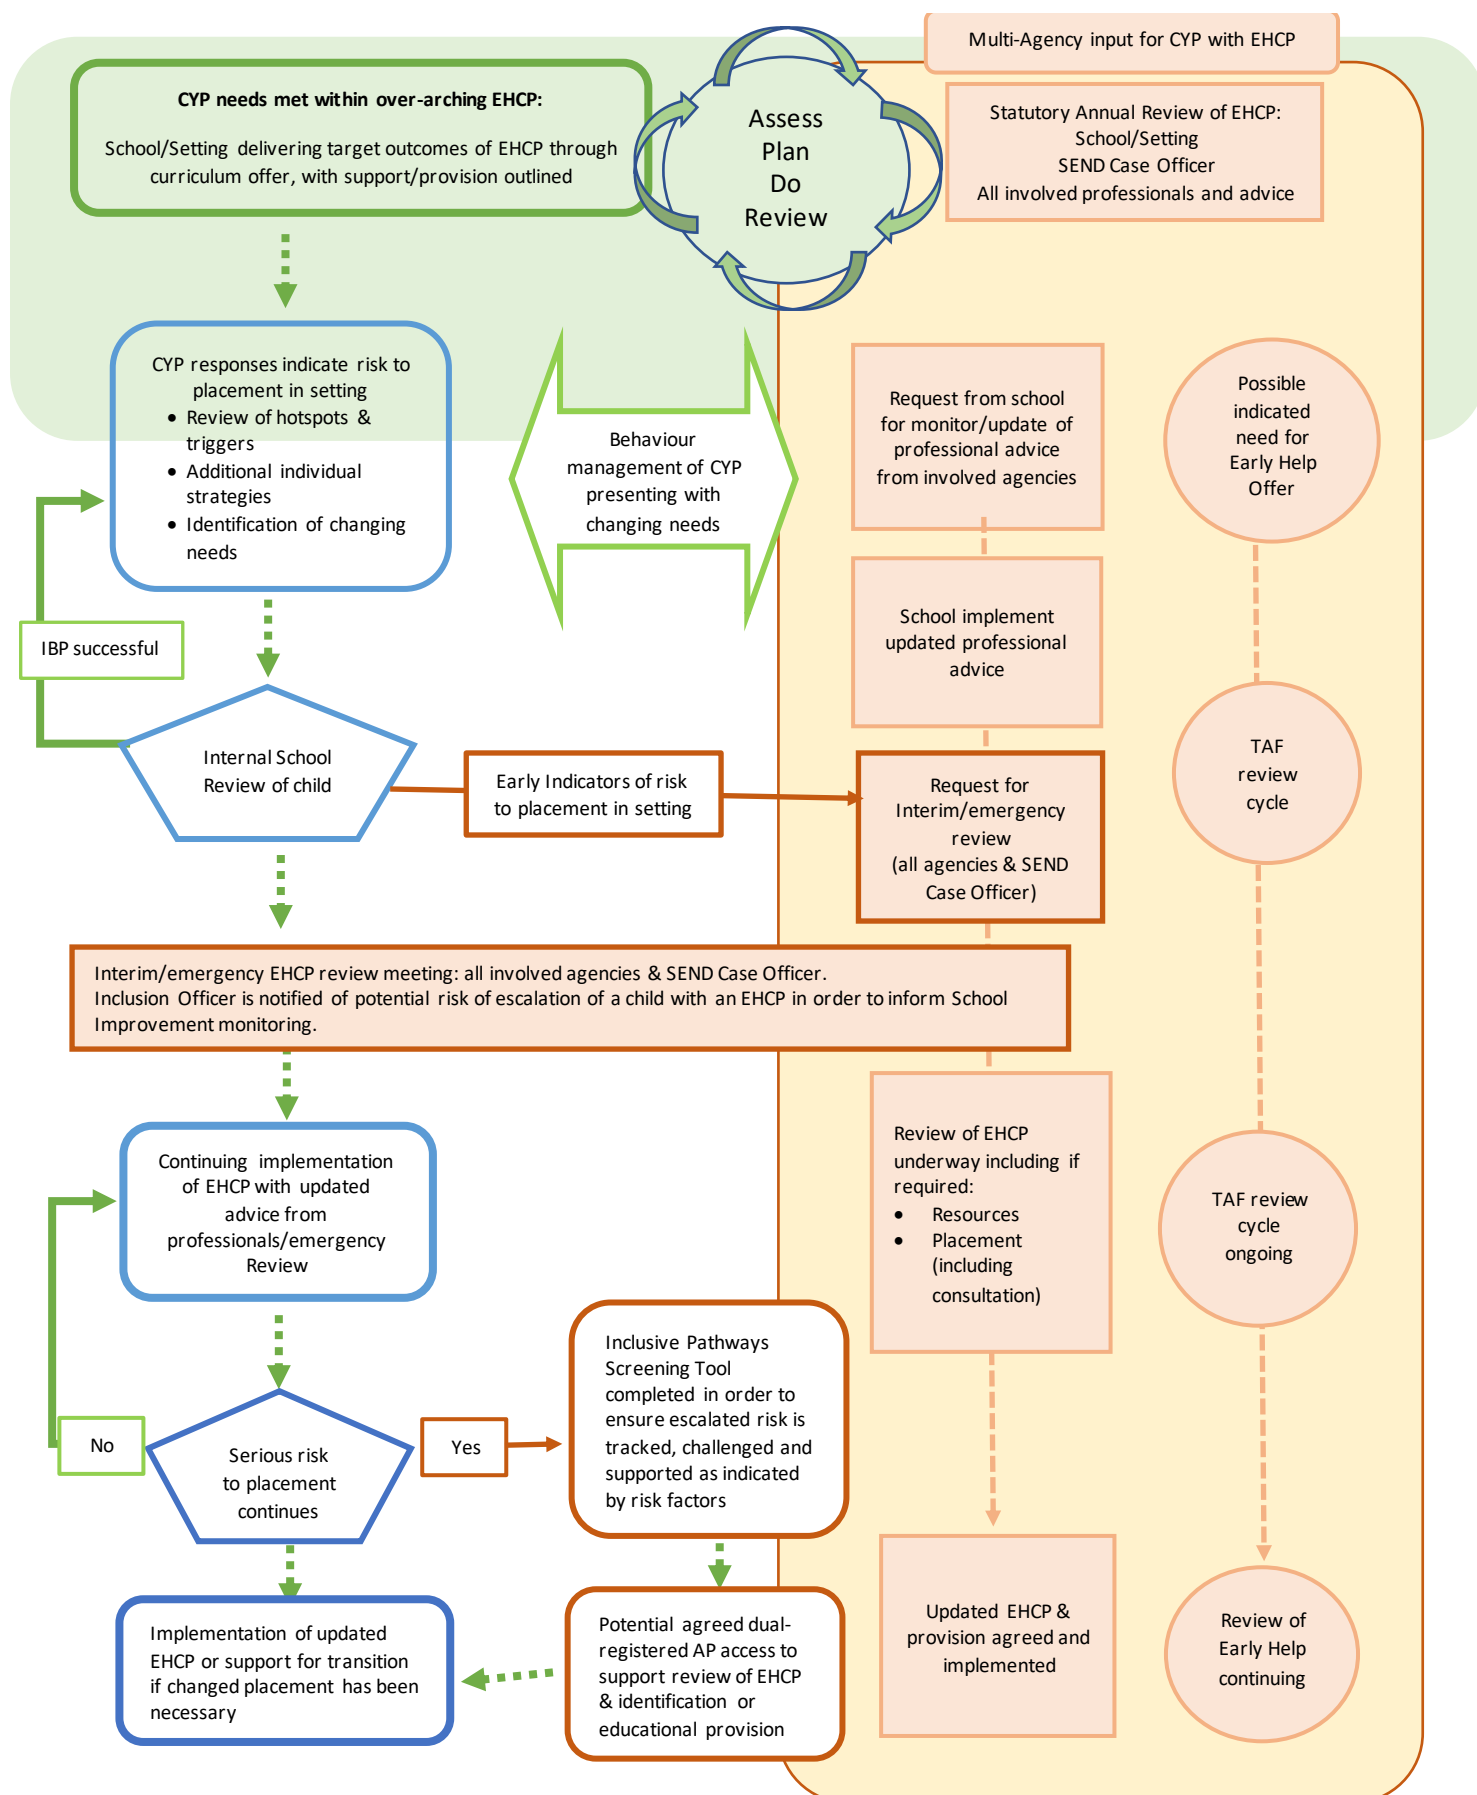 Multi-Agency input for CYP with EHCP
CYP needs met within over-arching EHCP:
School/Setting delivering target outcomes of EHCP through
curriculum offer, with support/provision outlined
Assess
Plan
Do
Review
Statutory Annual Review of EHCP:
School/Setting
SEND Case Officer
All involved professionals and advice
CYP responses indicate risk to
placement in setting
• Review of hotspots &
triggers
• Additional individual
strategies
• Identification of changing
needs
Behaviour
management of CYP
presenting with
changing needs
Request from school
for monitor/update of
professional advice
from involved agencies
Possible
indicated
need for
Early Help
Offer
IBP successful
School implement
updated professional
advice
Internal School
Review of child
Early Indicators of risk
to placement in setting
Request for
Interim/emergency
review
(all agencies & SEND
Case Officer)
TAF
review
cycle
Interim/emergency EHCP review meeting: all involved agencies & SEND Case Officer.
Inclusion Officer is notified of potential risk of escalation of a child with an EHCP in order to inform School
Improvement monitoring.
Continuing implementation
of EHCP with updated
advice from
professionals/emergency
Review
Review of EHCP
underway including if
required:
• Resources
• Placement
(including
consultation)
TAF review
cycle
ongoing
No
Serious risk
to placement
continues
Yes
Inclusive Pathways
Screening Tool
completed in order to
ensure escalated risk is
tracked, challenged and
supported as indicated
by risk factors
Implementation of updated
EHCP or support for transition
if changed placement has been
necessary
Potential agreed dual-
registered AP access to
support review of EHCP
& identification or
educational provision
Updated EHCP &
provision agreed and
implemented
Review of
Early Help
continuing